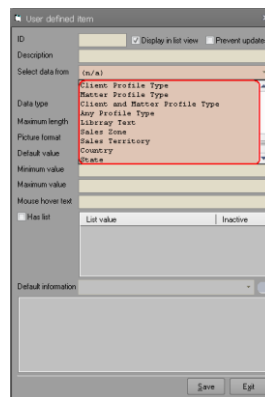 User defined item
ID
Display in list view
Prevent update
Description
Select data from
(n/a)
Client Profile Type
Matter Profile Type
Data type
Client and Matter Profile Type
Any Profile Type
Maximum length
Librray Text
Picture format
Sales Zone
Sales Territory
Default value
Country
State
Minimum value
Maximum value
Mouse hover text
Has list
List value
Inactive
Default information
Save
Exit